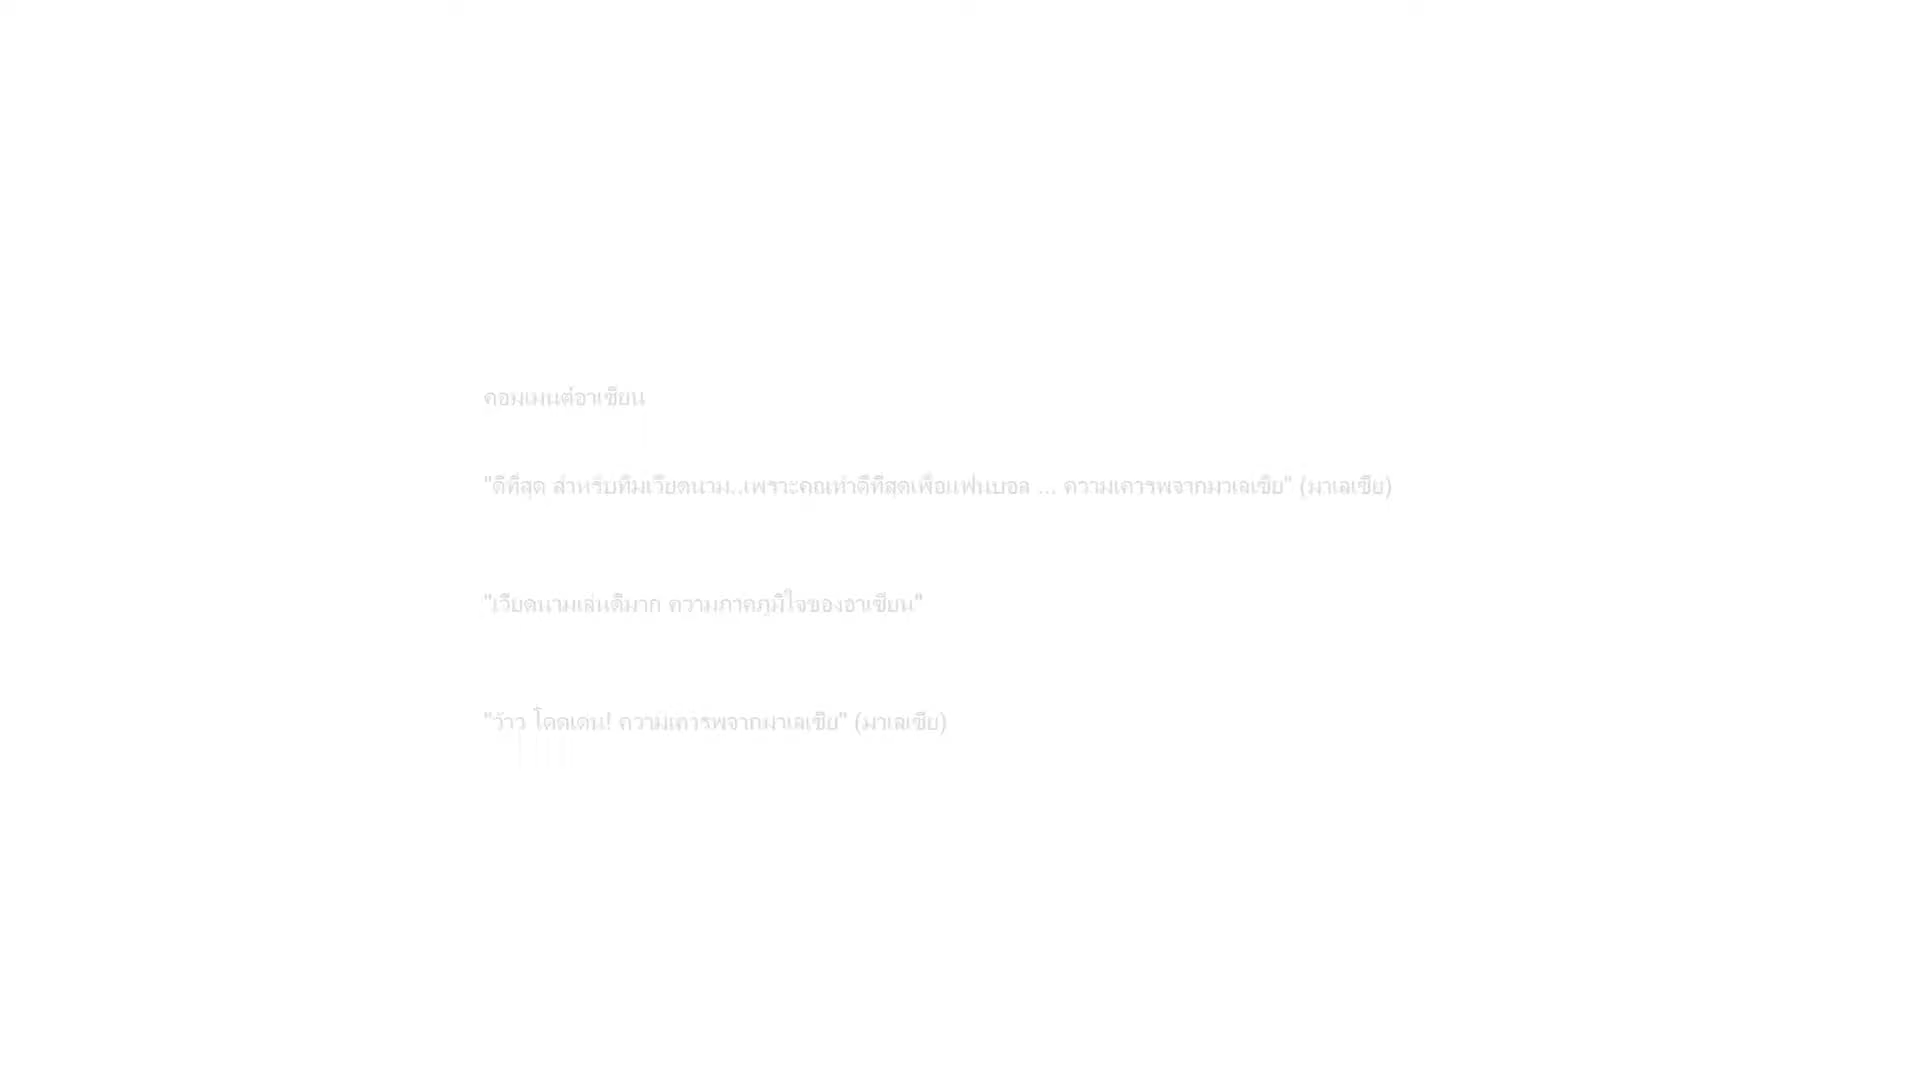 คอมเมนต์อาเซียน
"ดีที่สุด สำหรับทีมเวียดนาม..เพราะคุณทำดีที่สุดเพื่อแฟนบอล ... ความเคารพจากมาเลเซีย" (มาเลเซีย)
"เวียดนามเล่นดีมาก ความภาคภูมิใจของอาเซียน"
"ว้าว โดดเด่น! ความเคารพจากมาเลเซีย" (มาเลเซีย)